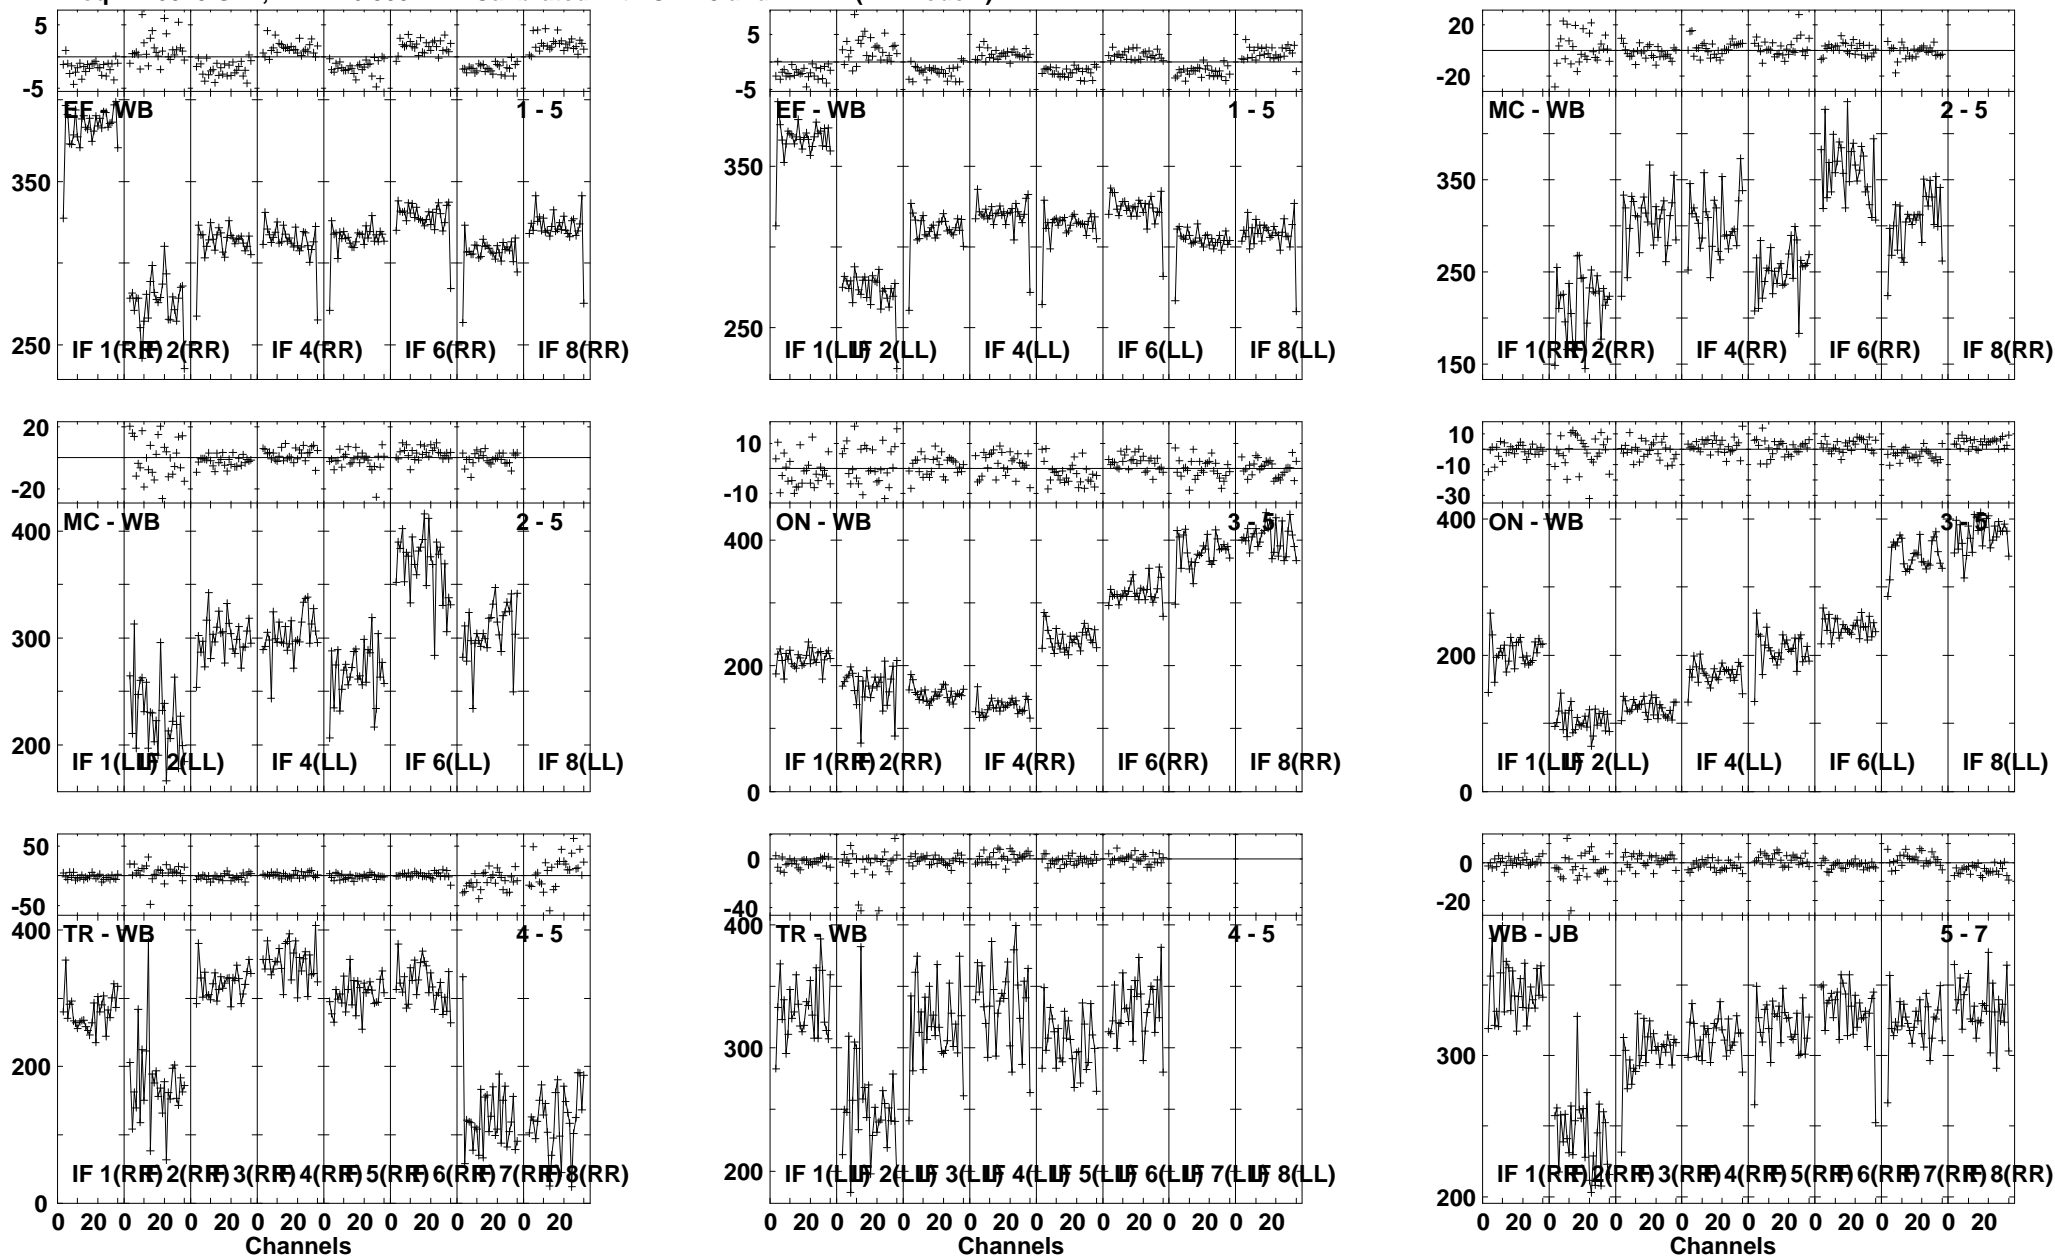 5
-5
EF - WB
1 - 5
350
250
IF 1(RR) IF 2(RR) IF 4(RR) IF 6(RR) IF 8(RR)
5
-5
EF - WB
1 - 5
350
250
IF 1(LL) IF 2(LL) IF 4(LL) IF 6(LL) IF 8(LL)
20
-20
MC - WB
2 - 5
350
250
150
IF 1(RR) IF 2(RR) IF 4(RR) IF 6(RR) IF 8(RR)
20
-20
MC - WB
2 - 5
400
300
200
IF 1(LL) IF 2(LL) IF 4(LL) IF 6(LL) IF 8(LL)
10
-10
ON - WB
3 - 5
400
200
0
IF 1(RR) IF 2(RR) IF 4(RR) IF 6(RR) IF 8(RR)
10
-10
-30
ON - WB
3 - 5
400
200
0
IF 1(LL) IF 2(LL) IF 4(LL) IF 6(LL) IF 8(LL)
50
-50
TR - WB
4 - 5
400
200
0
IF 1(RR) IF 2(RR) IF 3(RR) IF 4(RR) IF 5(RR) IF 6(RR) IF 7(RR) IF 8(RR)
0 20 0 20 0 20 0 20 0 20 0 20 0 20 0 20
Channels
0
-40
TR - WB
4 - 5
400
300
200
IF 1(LL) IF 2(LL) IF 3(LL) IF 4(LL) IF 5(LL) IF 6(LL) IF 7(LL) IF 8(LL)
0 20 0 20 0 20 0 20 0 20 0 20 0 20 0 20
Channels
0
-20
WB - JB
5 - 7
300
200
IF 1(RR) IF 2(RR) IF 3(RR) IF 4(RR) IF 5(RR) IF 6(RR) IF 7(RR) IF 8(RR)
0 20 0 20 0 20 0 20 0 20 0 20 0 20 0 20
Channels